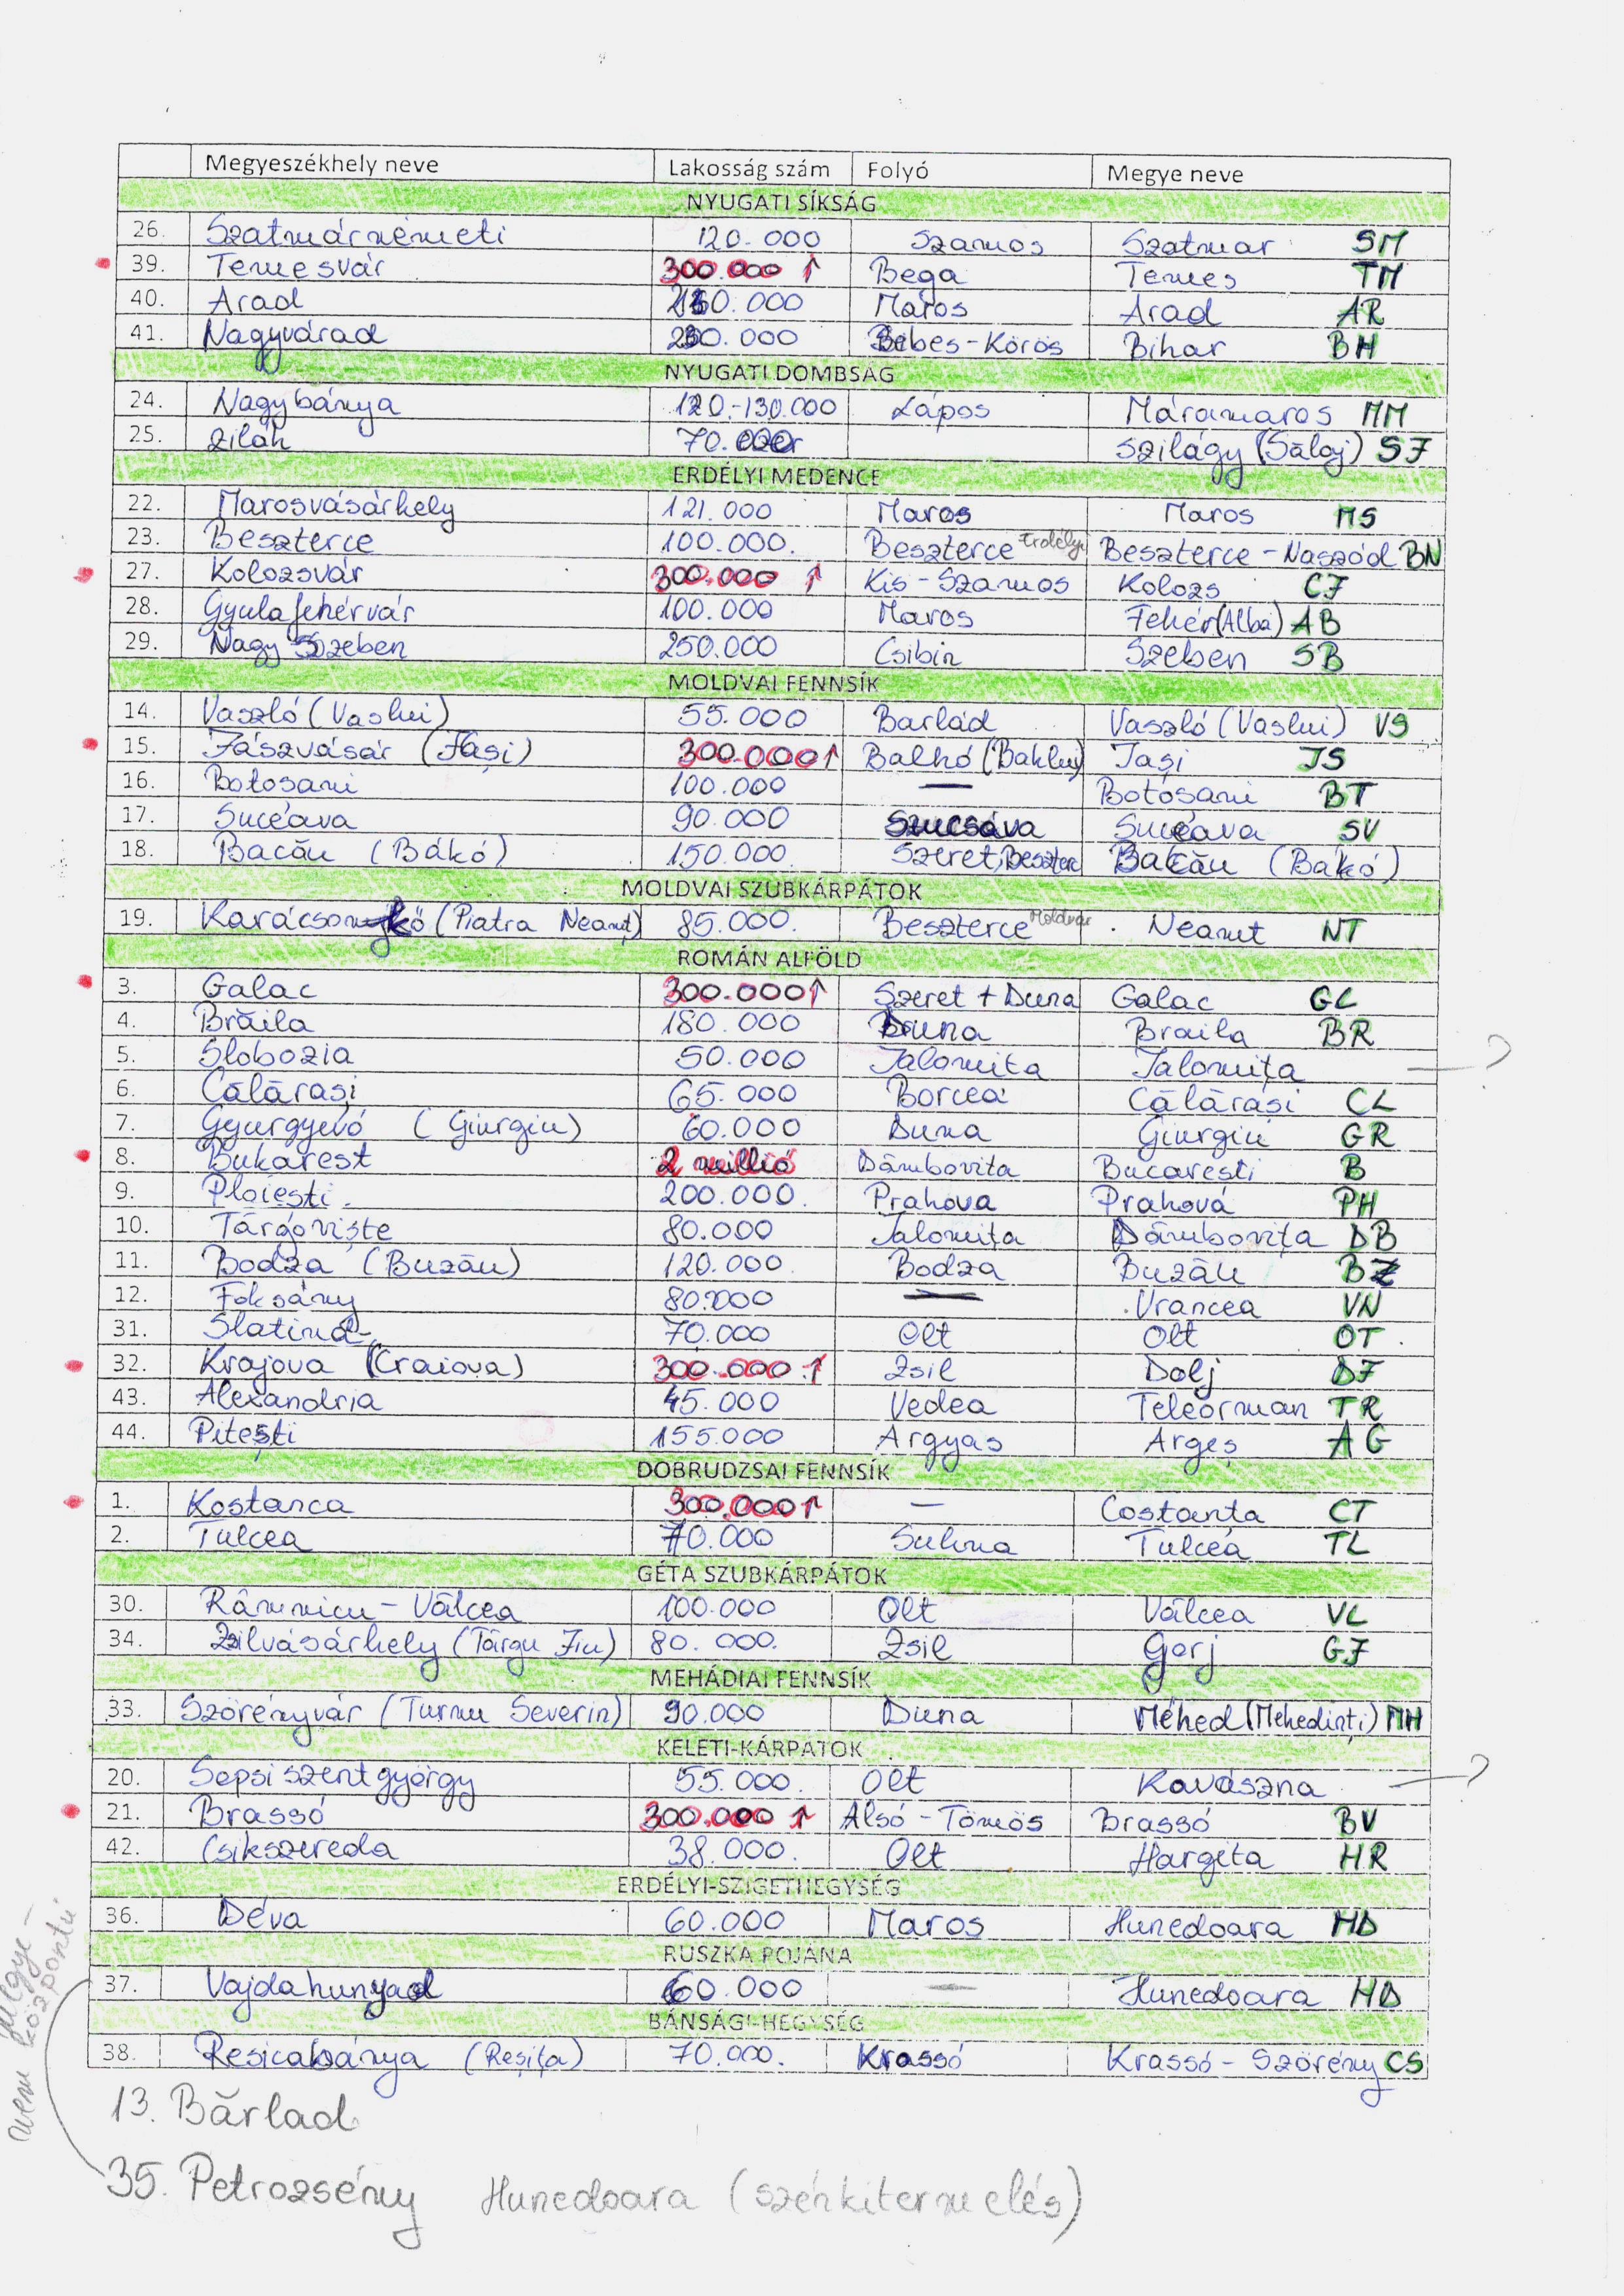 Megyeszékhely neve Lakosság szám Folyó Megye neve
NYUGATI SÍKSÁG
26. Szatmárnémeti 120.000 Szamos Szatmar SM
39. Temesvár 300.000 ↑ Bega Temes TM
40. Arad .000 Maros Arad AR
41. Nagyvárad .000 Sebes-Körös Bihar BH
NYUGATI DOMBSÁG
24. Nagybánya 120.-130.000 Lápos Máramaros MM
25. Zilah 70.000 Szilágy (Sălaj) SJ
ERDÉLYI MEDENCE
22. Marosvásárhely 121.000 Maros Maros MS
23. Beszterce 100.000. Beszterce Erdélyi Beszterce - Naszód BN
27. Kolozsvár 300.000 ↑ Kis-Szamos Kolozs CJ
28. Gyulafehérvár 100.000 Maros Fehér (Alba) AB
29. Nagy Szeben 250.000 Csibin Szeben SB
MOLDVAI FENNSÍK
14. Vaszló (Vaslui) 55.000 Barlád Vaszló (Vaslui) VS
15. Jászvásár (Iași) 300.000↑ Balhó (Bahlui) Iași IS
16. Botosani 100.000 — Botosani BT
17. Suceava 90.000 Szucsáva Suceava SV
18. Bacău (Bákó) 150.000 Szeret, Beszterc Bacău (Bakó)
MOLDVAI SZUBKÁRPÁTOK
19. Karácsonykő (Piatra Neamț) 85.000. Beszterce Moldvai Neamt NT
ROMÁN ALFÖLD
3. Galac 300.000↑ Szeret + Duna Galac GL
4. Brăila 180.000 Duna Braila BR
5. Slobozia 50.000 Ialomita Ialomița — ?
6. Călărași 65.000 Borcea Călărași CL
7. Gyurgyevó (Giurgiu) 60.000 Duna Giurgiu GR
8. Bukarest 2 millió Dâmbovita Bucaresti B
9. Ploiesti. 200.000. Prahova Prahova PH
10. Târgoviște 80.000 Ialomița Dâmbovița DB
11. Bodza (Buzău) 120.000. Bodza Buzău BZ
12. Foksány 80.000 — Vrancea VN
31. Slatina 70.000 Olt Olt OT
32. Krajova (Craiova) 300.000 ↑ Zsil Dolj DJ
43. Alexandria 45.000 Vedea Teleorman TR
44. Pitești 155.000 Argyas Argeș AG
DOBRUDZSAI FENNSÍK
1. Kostanca 300.000↑ — Costanta CT
2. Tulcea 70.000 Sulina Tulcea TL
GÉTA SZUBKÁRPÁTOK
30. Râmnicu - Vâlcea 100.000 Olt Vâlcea VL
34. Zsilvásárhely (Târgu Jiu) 80.000. Zsil Gorj GJ
MEHÁDIAI FENNSÍK
33. Szörényvár (Turnu Severin) 90.000 Duna Méhed (Mehedinți) MH
KELETI-KÁRPÁTOK
20. Sepsiszentgyörgy 55.000. Olt Kovászna — ?
21. Brassó 300.000 ↑ Alsó-Tömös Brassó BV
42. Csikszereda 38.000. Olt Hargita HR
ERDÉLYI-SZIGETHEGYSÉG
36. Déva 60.000 Maros Hunedoara HD
RUSZKA POJÁNA
37. Vajdahunyad 60.000 — Hunedoara HD
BÁNSÁGI-HEGYSÉG
38. Resicabánya (Reșița) 70.000. Krassó Krassó - Szörény CS
13. Bărlad
35. Petrozsény Hunedoara (szénkitermelés)
nem megye-
központú